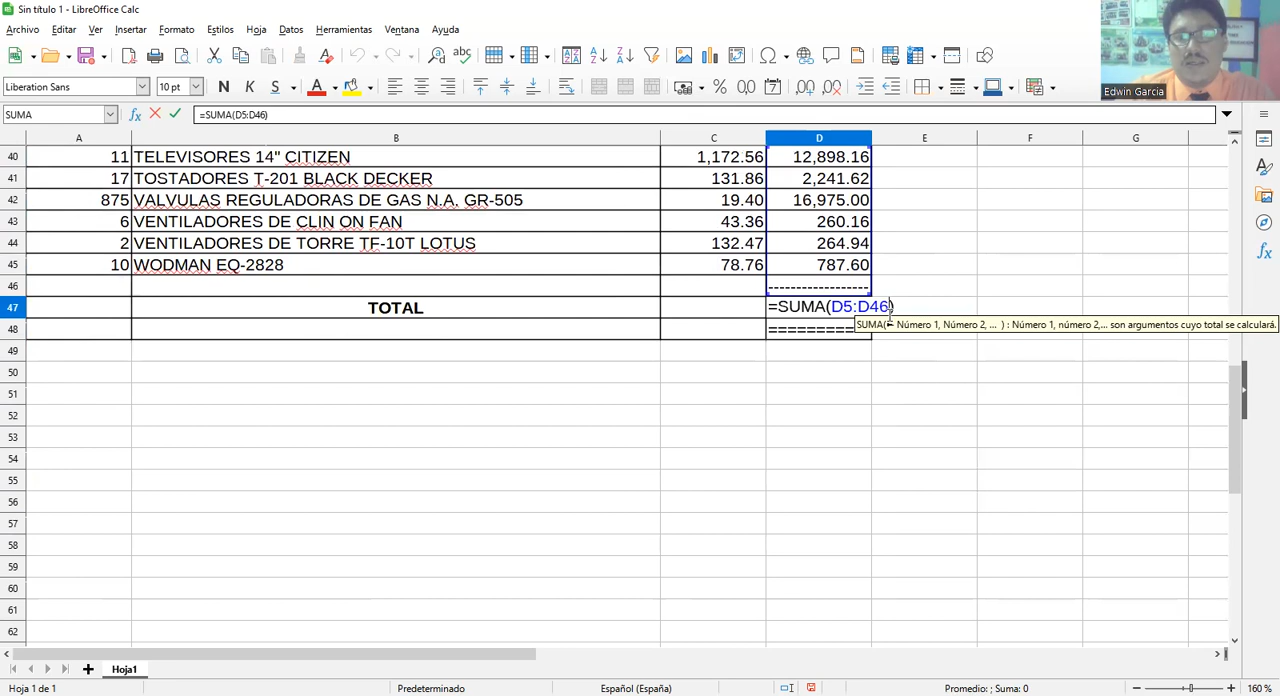 Sin título 1 - LibreOffice Calc
Archivo Editar Ver Insertar Formato Estilos Hoja Datos Herramientas Ventana Ayuda
Liberation Sans 10 pt N K S
SUMA =SUMA(D5:D46)
Edwin Garcia
A B C D E F G
40 11 TELEVISORES 14" CITIZEN 1,172.56 12,898.16
41 17 TOSTADORES T-201 BLACK DECKER 131.86 2,241.62
42 875 VALVULAS REGULADORAS DE GAS N.A. GR-505 19.40 16,975.00
43 6 VENTILADORES DE CLIN ON FAN 43.36 260.16
44 2 VENTILADORES DE TORRE TF-10T LOTUS 132.47 264.94
45 10 WODMAN EQ-2828 78.76 787.60
46 -----------------
47 TOTAL =SUMA(D5:D46)
SUMA( Número 1, Número 2, ... ) : Número 1, número 2,... son argumentos cuyo total se calculará.
48 ==========
49
50
51
52
53
54
55
56
57
58
59
60
61
62
Hoja1
Hoja 1 de 1 Predeterminado Español (España) Promedio: ; Suma: 0 160 %